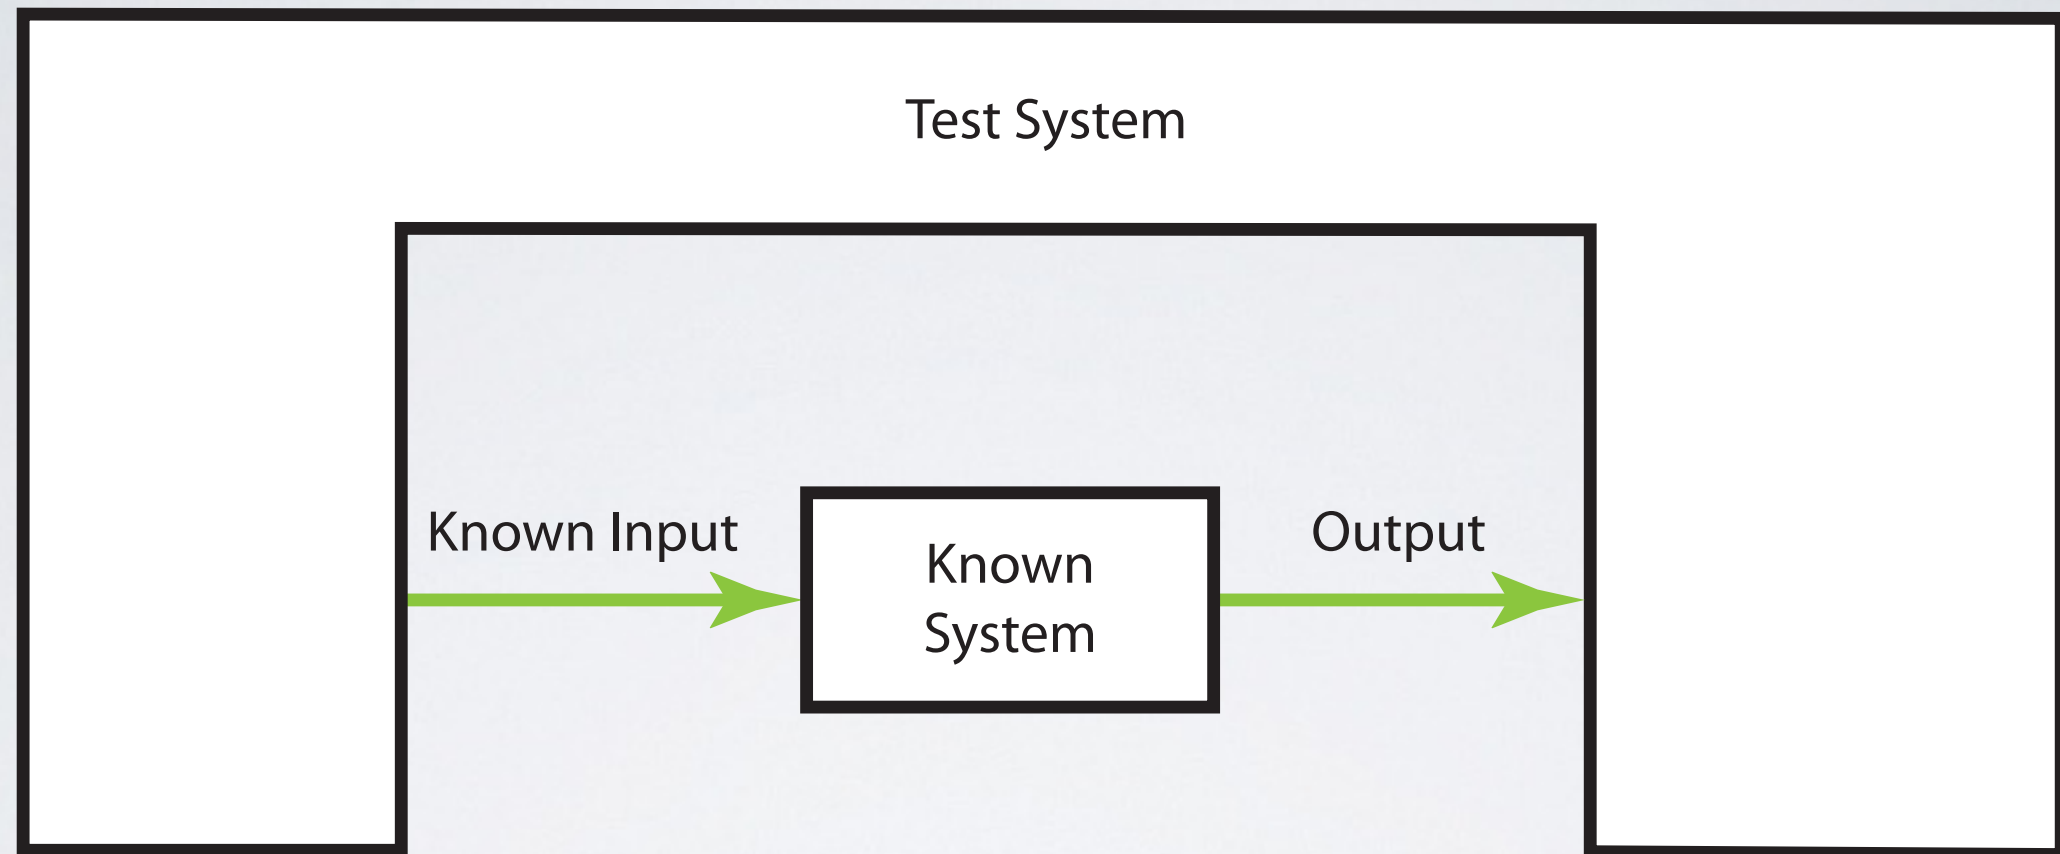 Test System
Known Input
Known
System
Output